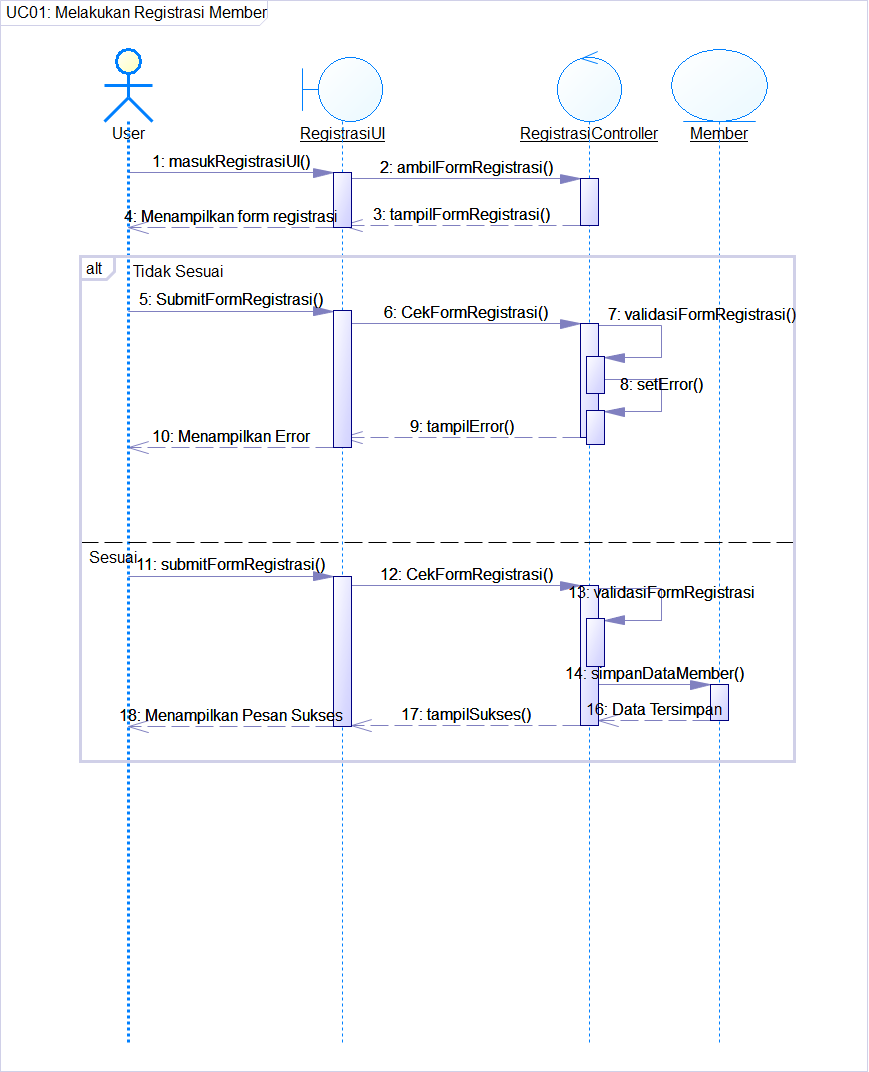 UC01: Melakukan Registrasi Member
User
RegistrasiUI
RegistrasiController
Member
1: masukRegistrasiUI()
2: ambilFormRegistrasi()
3: tampilFormRegistrasi()
4: Menampilkan form registrasi
alt
Tidak Sesuai
5: SubmitFormRegistrasi()
6: CekFormRegistrasi()
7: validasiFormRegistrasi()
8: setError()
9: tampilError()
10: Menampilkan Error
Sesuai
11: submitFormRegistrasi()
12: CekFormRegistrasi()
13: validasiFormRegistrasi
14: simpanDataMember()
16: Data Tersimpan
17: tampilSukses()
18: Menampilkan Pesan Sukses